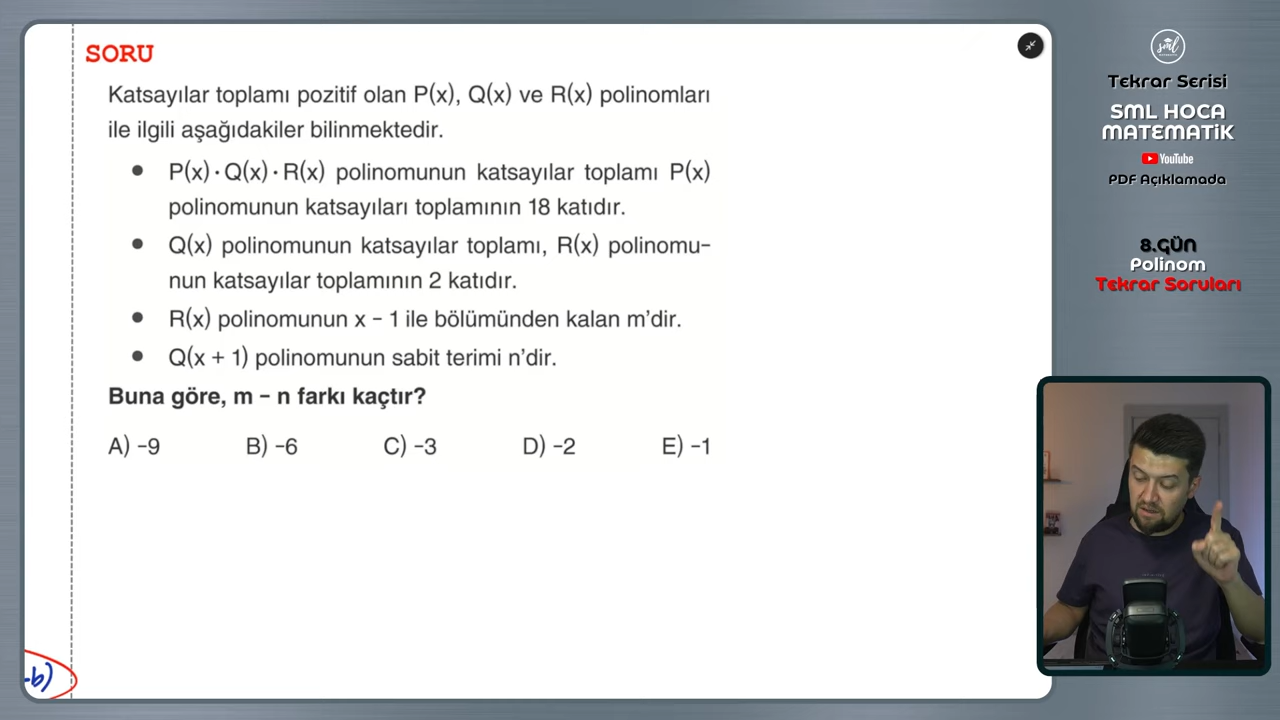 SORU
Katsayılar toplamı pozitif olan P(x), Q(x) ve R(x) polinomları
ile ilgili aşağıdakiler bilinmektedir.
• P(x) · Q(x) · R(x) polinomunun katsayılar toplamı P(x)
polinomunun katsayıları toplamının 18 katıdır.
• Q(x) polinomunun katsayılar toplamı, R(x) polinomu-
nun katsayılar toplamının 2 katıdır.
• R(x) polinomunun x − 1 ile bölümünden kalan m'dir.
• Q(x + 1) polinomunun sabit terimi n'dir.
Buna göre, m − n farkı kaçtır?
A) −9 B) −6 C) −3 D) −2 E) −1
-b)
sml
Tekrar Serisi
SML HOCA
MATEMATİK
YouTube
PDF Açıklamada
8.GÜN
Polinom
Tekrar Soruları